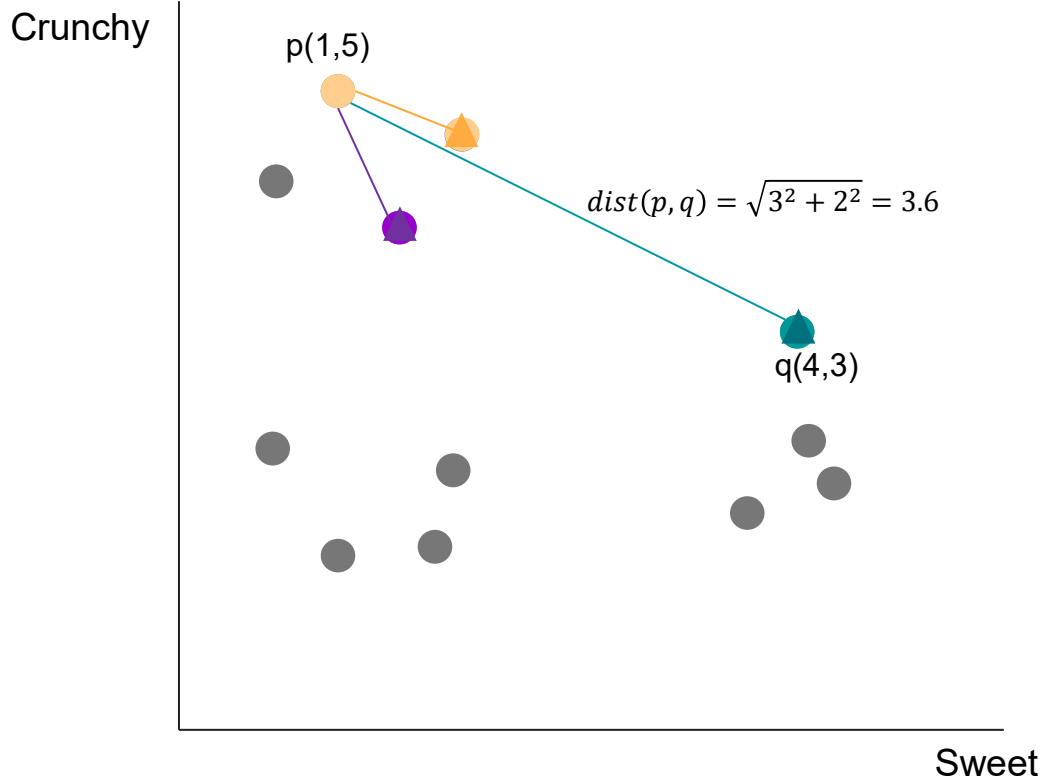 Crunchy
p(1,5)
dist(p, q) = √3² + 2² = 3.6
q(4,3)
Sweet